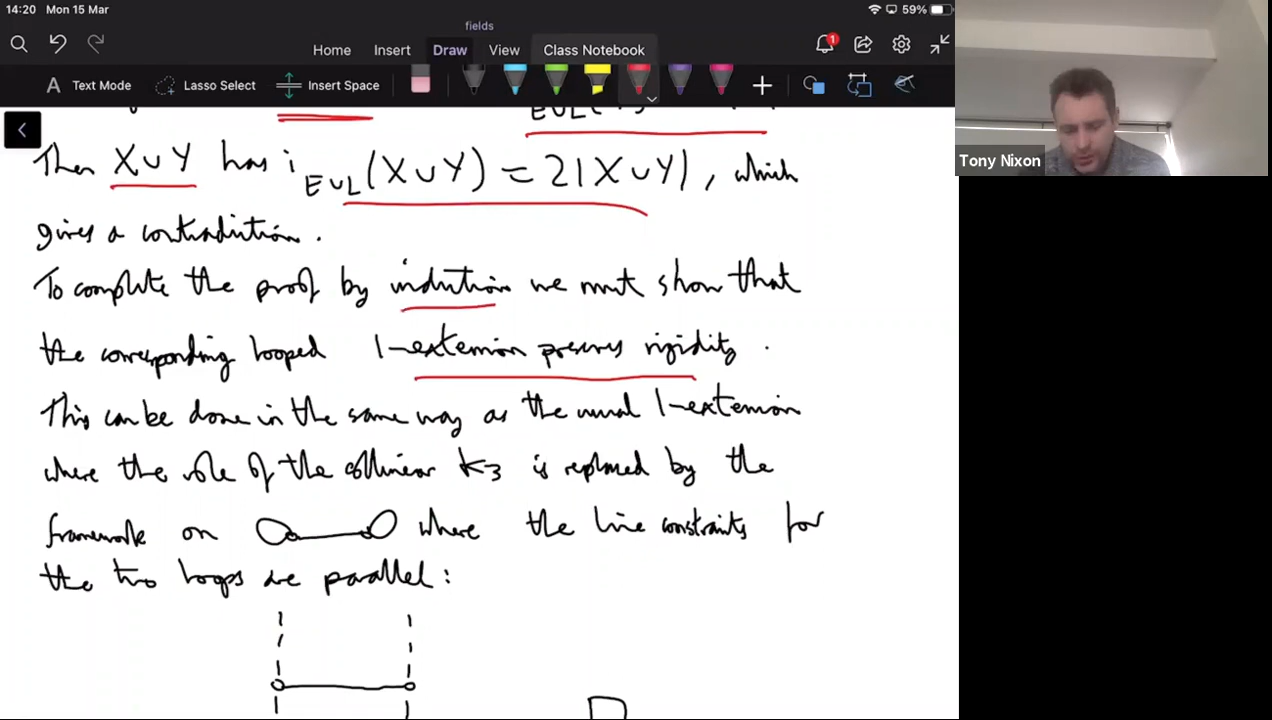 14:20 Mon 15 Mar
fields
59%
Home Insert Draw View Class Notebook
1
A Text Mode Lasso Select Insert Space
Tony Nixon
Then X∪Y has i_{E∪L}(X∪Y) = 2|X∪Y|, which
gives a contradiction.
To complete the proof by induction we must show that
the corresponding looped 1-extension preserves rigidity.
This can be done in the same way as the usual 1-extension
where the role of the collinear K3 is replaced by the
framework on where the line constraints for
the two loops are parallel: